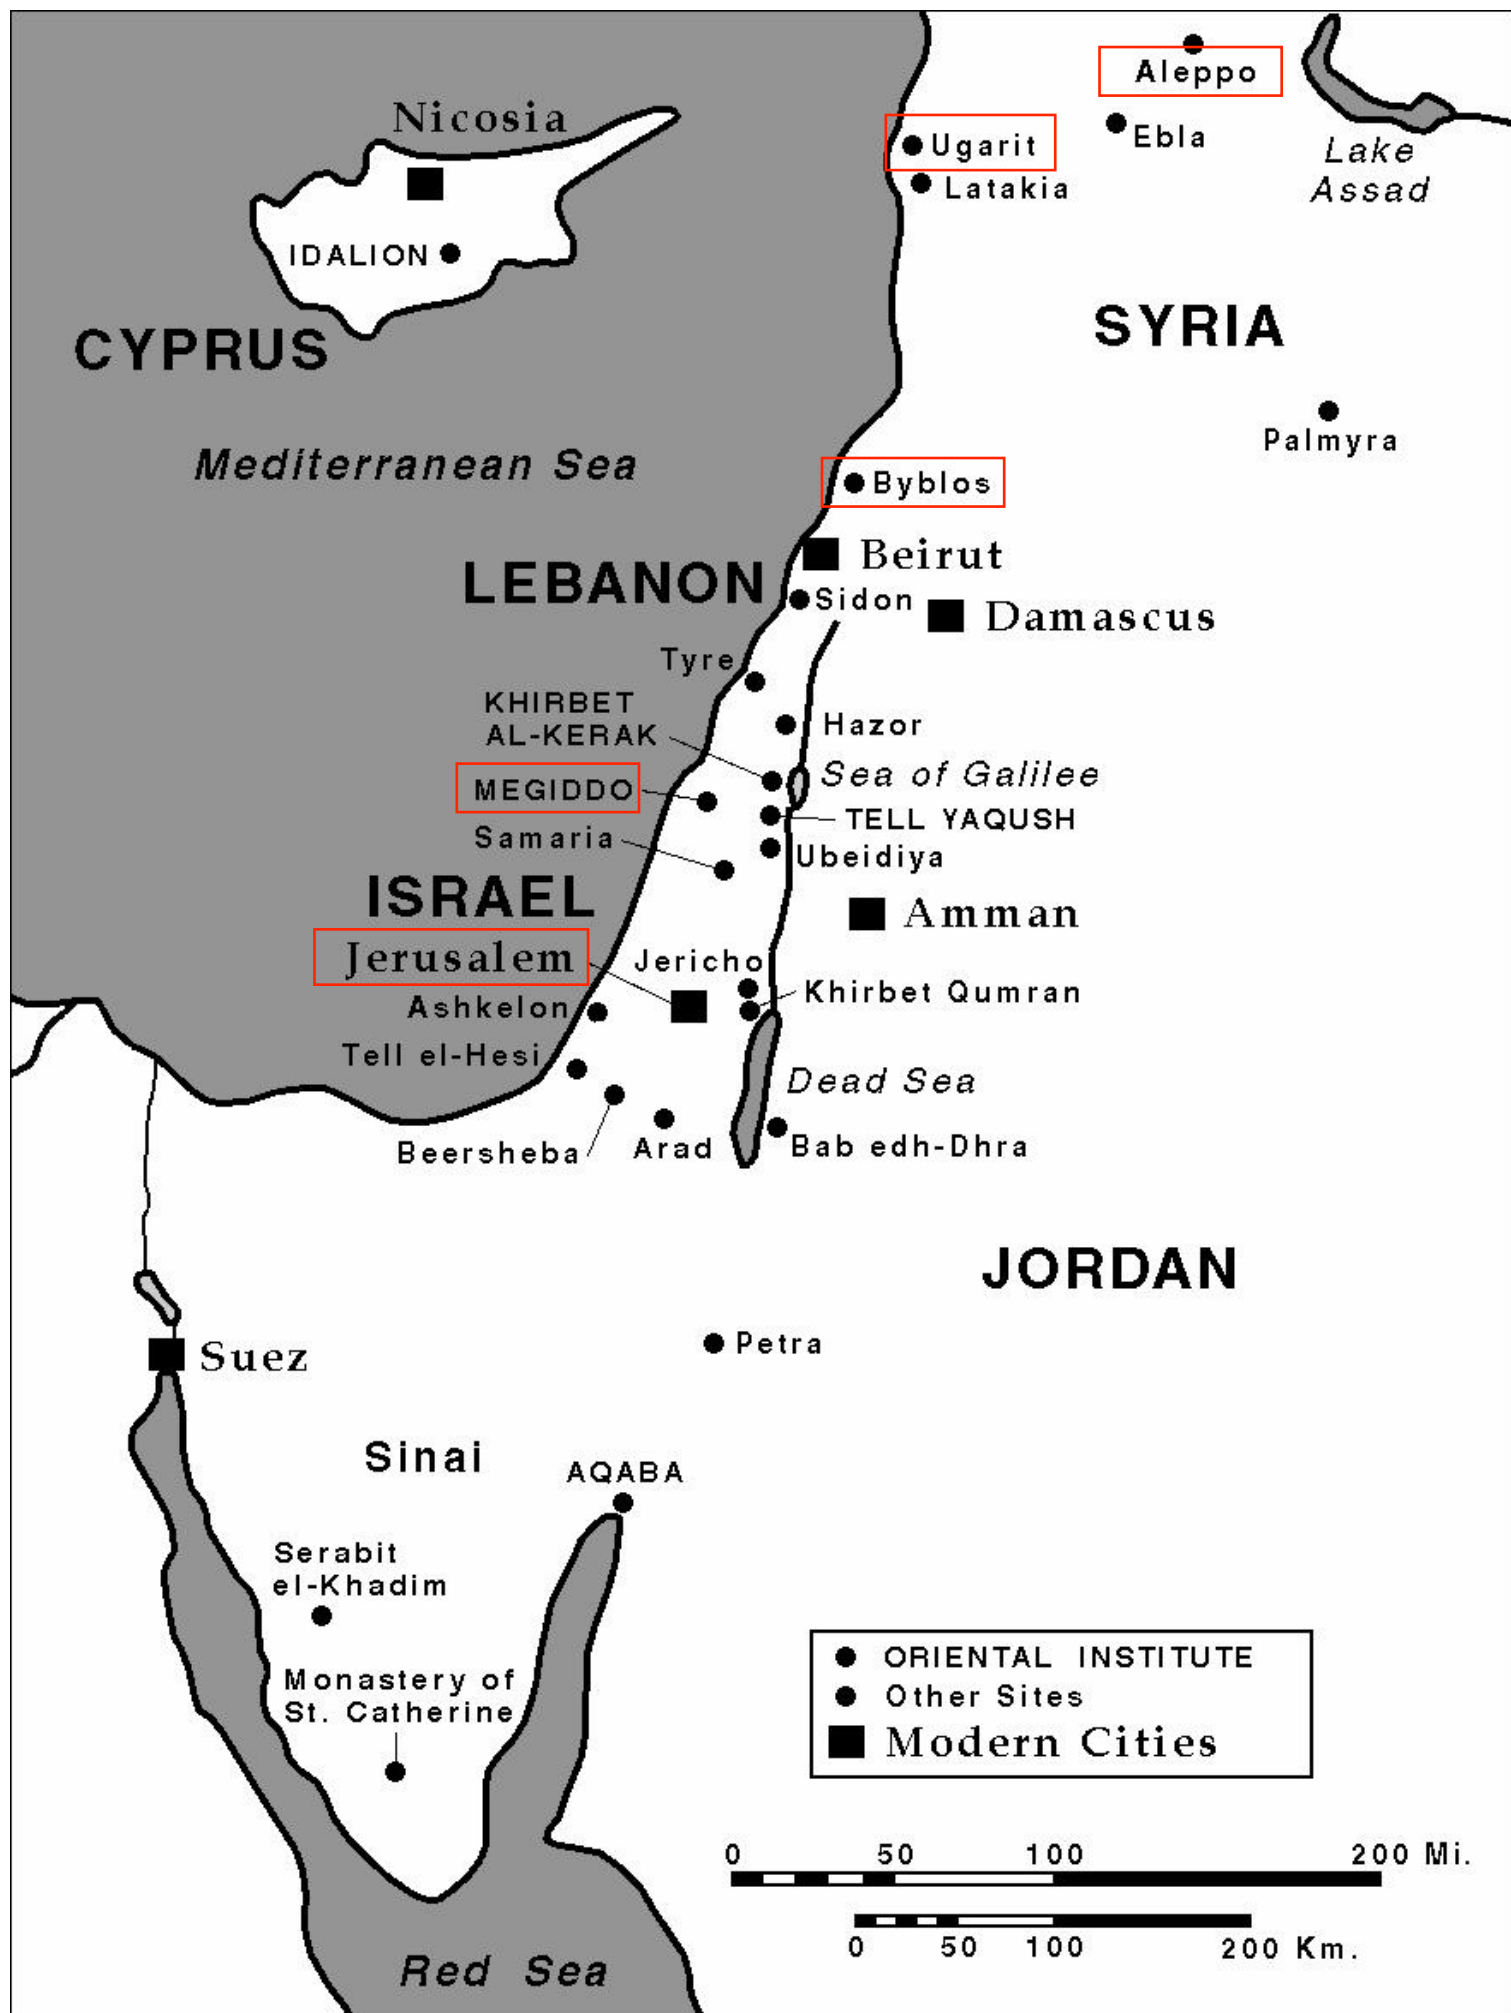 Aleppo
Nicosia
Ugarit
Ebla
Lake
Assad
Latakia
IDALION
CYPRUS
SYRIA
Palmyra
Mediterranean Sea
Byblos
Beirut
LEBANON
Sidon
Damascus
Tyre
KHIRBET
AL-KERAK
Hazor
Sea of Galilee
MEGIDDO
TELL YAQUSH
Samaria
Ubeidiya
ISRAEL
Amman
Jerusalem
Jericho
Khirbet Qumran
Ashkelon
Tell el-Hesi
Dead Sea
Beersheba
Arad
Bab edh-Dhra
JORDAN
Suez
Petra
Sinai
AQABA
Serabit
el-Khadim
Monastery of
St. Catherine
ORIENTAL INSTITUTE
Other Sites
Modern Cities
0 50 100 200 Mi.
0 50 100 200 Km.
Red Sea